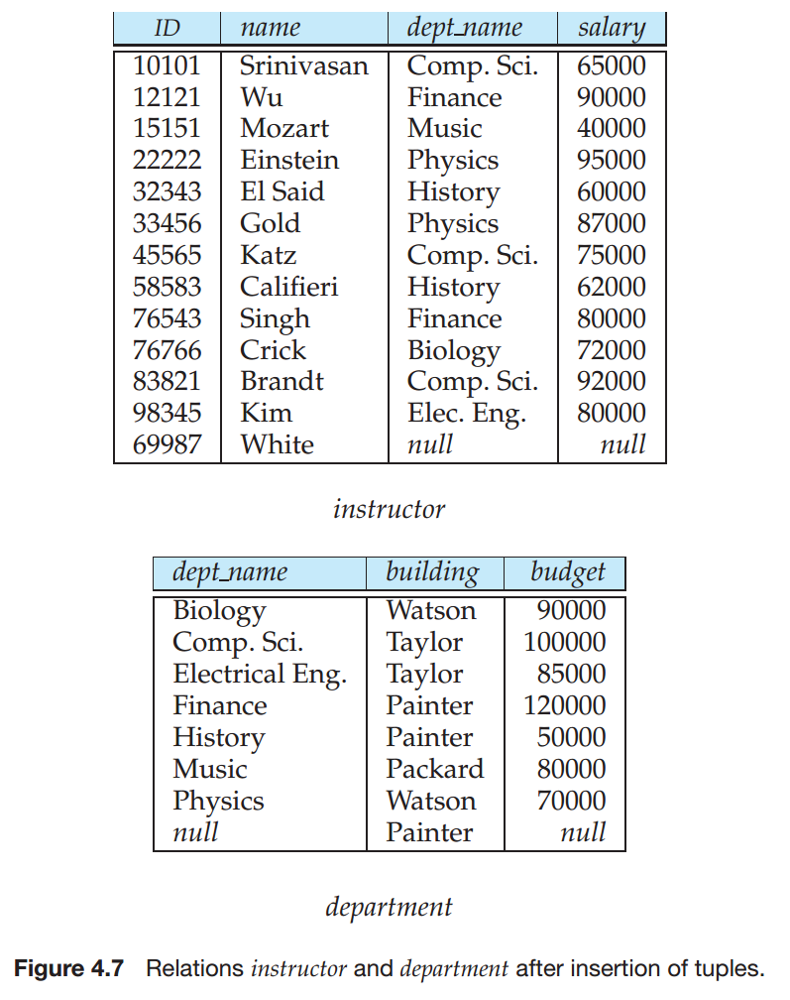 ID name dept_name salary
10101 Srinivasan Comp. Sci. 65000
12121 Wu Finance 90000
15151 Mozart Music 40000
22222 Einstein Physics 95000
32343 El Said History 60000
33456 Gold Physics 87000
45565 Katz Comp. Sci. 75000
58583 Califieri History 62000
76543 Singh Finance 80000
76766 Crick Biology 72000
83821 Brandt Comp. Sci. 92000
98345 Kim Elec. Eng. 80000
69987 White null null
instructor
dept_name building budget
Biology Watson 90000
Comp. Sci. Taylor 100000
Electrical Eng. Taylor 85000
Finance Painter 120000
History Painter 50000
Music Packard 80000
Physics Watson 70000
null Painter null
department
Figure 4.7 Relations instructor and department after insertion of tuples.